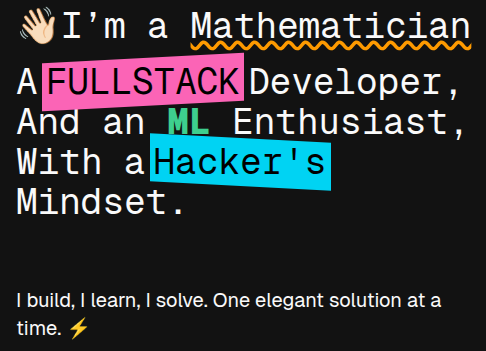 👋🏻I’m a Mathematician
A FULLSTACK Developer,
And an ML Enthusiast,
With a Hacker's
Mindset.
I build, I learn, I solve. One elegant solution at a
time. ⚡